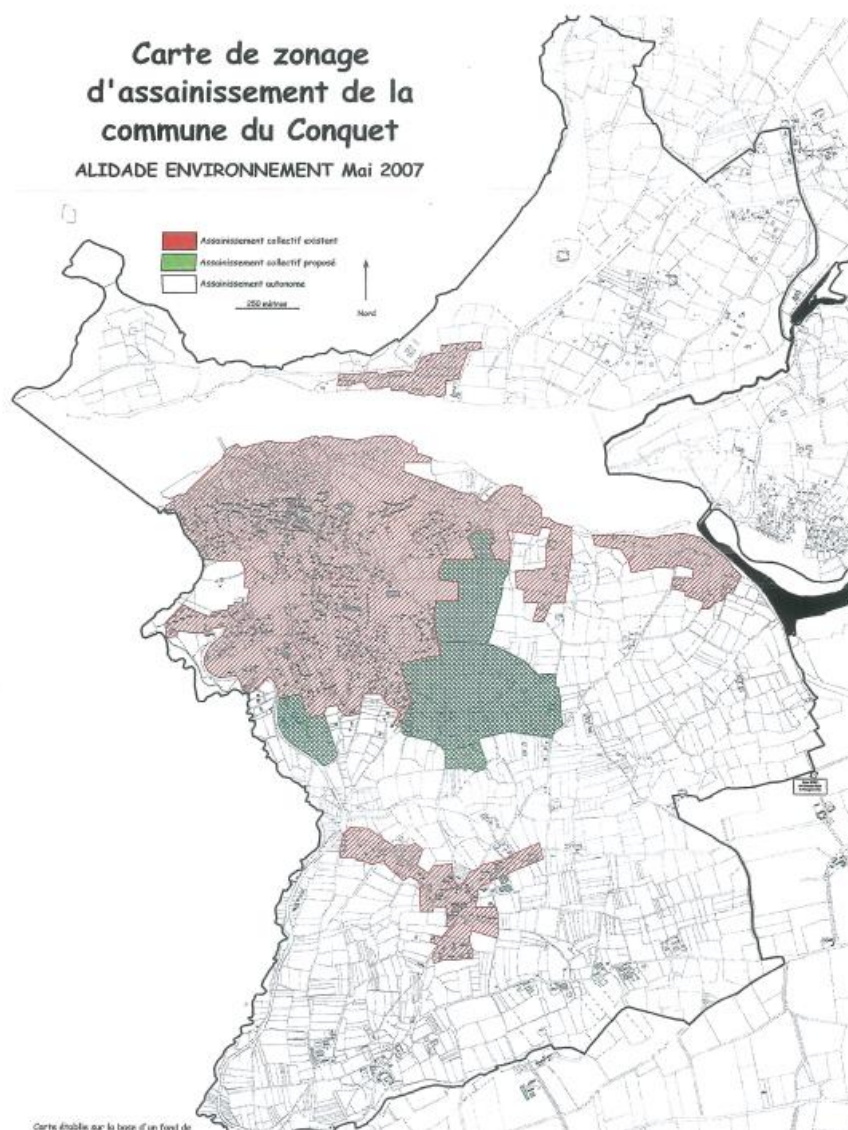 Carte de zonage
d'assainissement de la
commune du Conquet
ALIDADE ENVIRONNEMENT Mai 2007
Assainissement collectif existent
Assainissement collectif proposé
Assainissement autonome
250 mètres
Nord
Carte établie sur la base d'un fond de